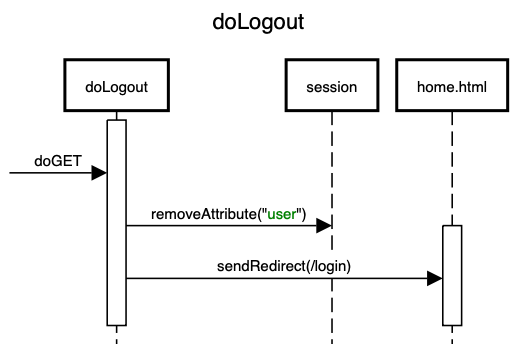 doLogout
doLogout
session
home.html
doGET
removeAttribute("user")
sendRedirect(/login)